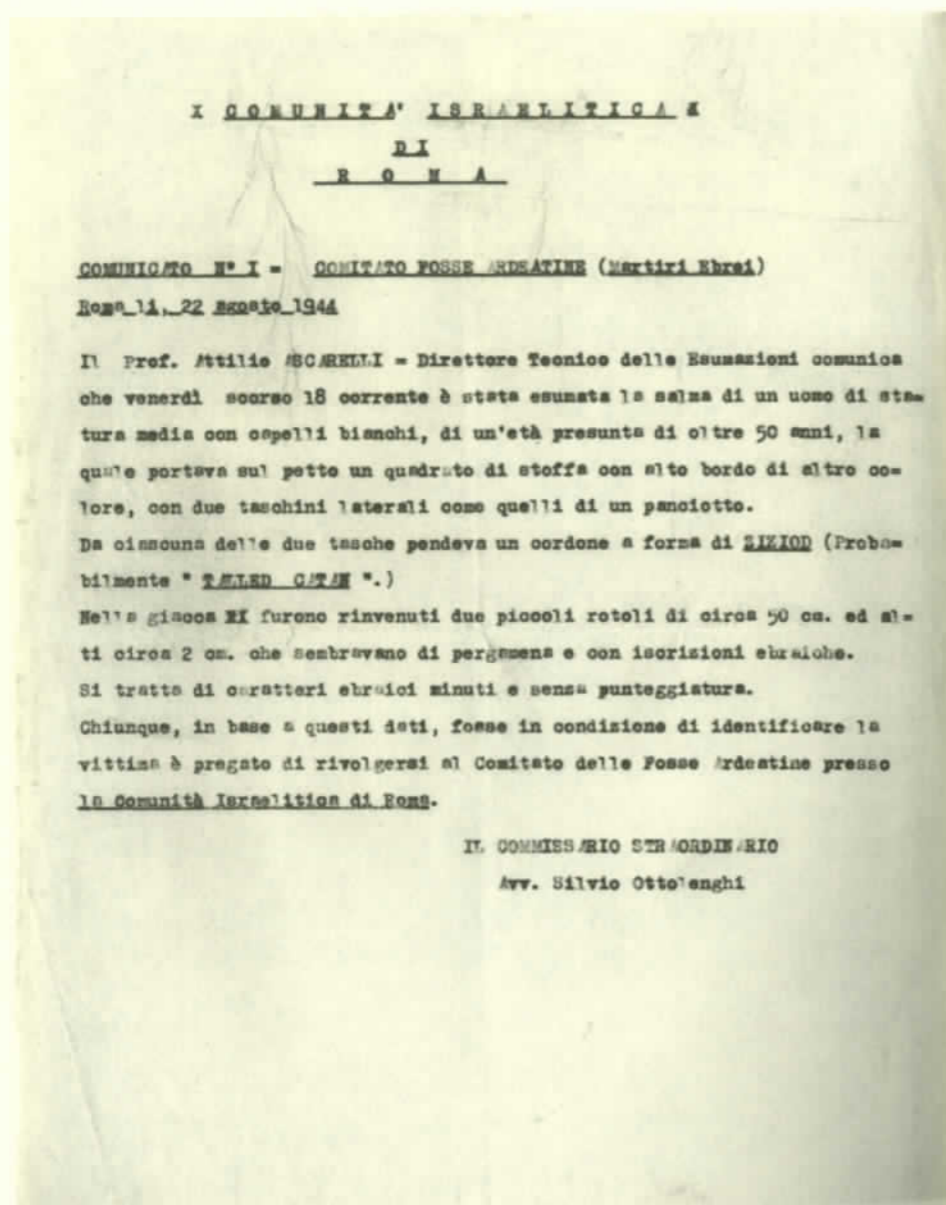 I COMUNITA' ISRAELITICA I
DI
R O M A
COMUNICATO N° I = COMITATO FOSSE ARDEATINE (Martiri Ebrei)
Roma li, 22 agosto 1944
Il Prof. Attilio ASCARELLI = Direttore Tecnico delle Esumazioni comunica
che venerdì scorso 18 corrente è stata esumata la salma di un uomo di sta=
tura media con capelli bianchi, di un'età presunta di oltre 50 anni, la
quale portava sul petto un quadrato di stoffa con alto bordo di altro co=
lore, con due taschini laterali come quelli di un panciotto.
Da ciascuna delle due tasche pendeva un cordone a forma di ZIZIOD (Proba=
bilmente " TALLED CATAN ".)
Nella giacca furono rinvenuti due piccoli rotoli di circa 50 cm. ed al=
ti circa 2 cm. che sembravano di pergamena e con iscrizioni ebraiche.
Si tratta di caratteri ebraici minuti e senza punteggiatura.
Chiunque, in base a questi dati, fosse in condizione di identificare la
vittima è pregato di rivolgersi al Comitato delle Fosse Ardeatine presso
la Comunità Israelitica di Roma.
IL COMMISSARIO STRAORDINARIO
Avv. Silvio Ottolenghi